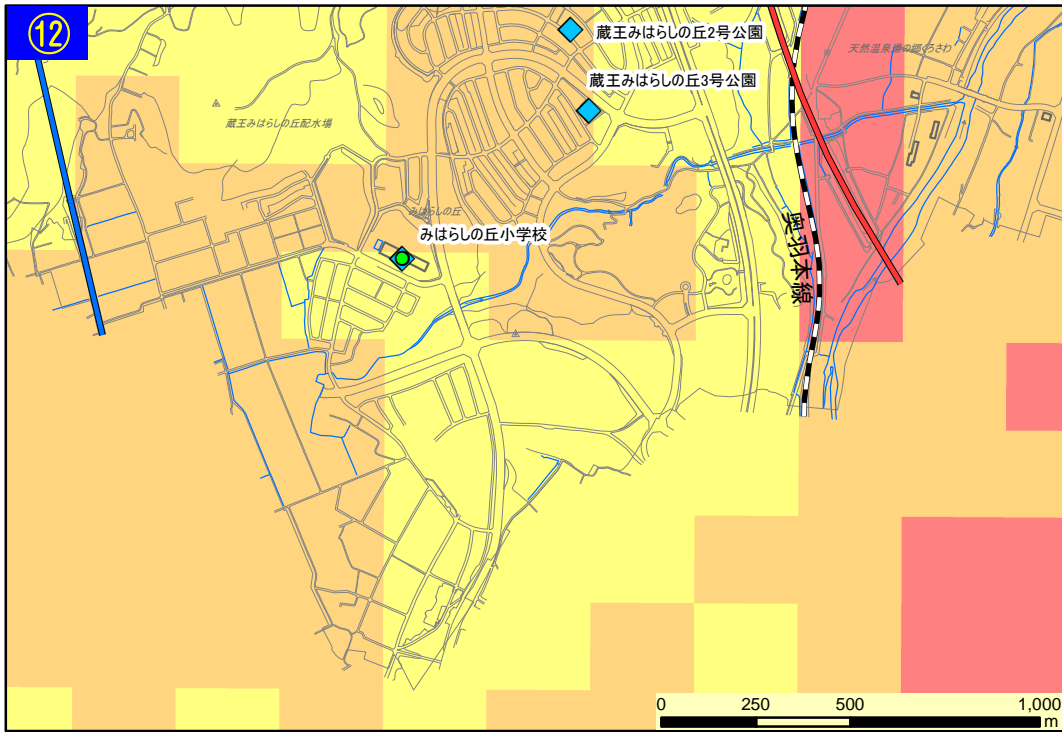 ⑫
蔵王みはらしの丘2号公園
天然温泉増の郷くろさわ
蔵王みはらしの丘3号公園
蔵王みはらしの丘配水場
みはらしの丘
みはらしの丘小学校
奥羽本線
0 250 500 1,000
m